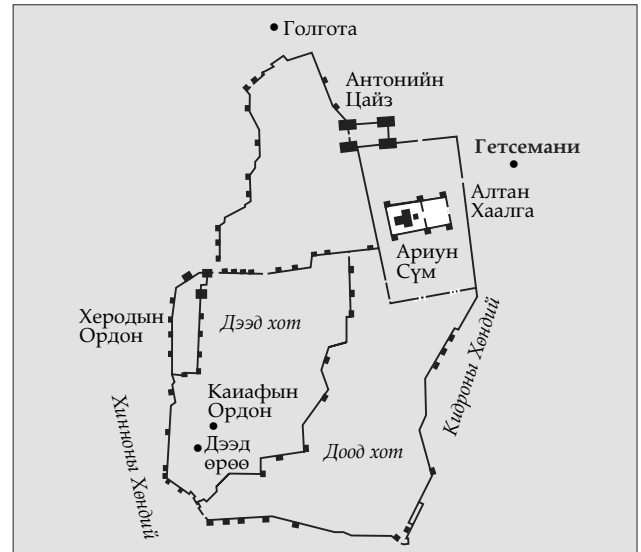 Голгота
Антонийн
Цайз
Гетсемани
Алтан
Хаалга
Ариун
Сүм
Херодын
Ордон
Дээд хот
Каиафын
Ордон
Дээд
өрөө
Доод хот
Хинноны Хөндий
Кидроны Хөндий